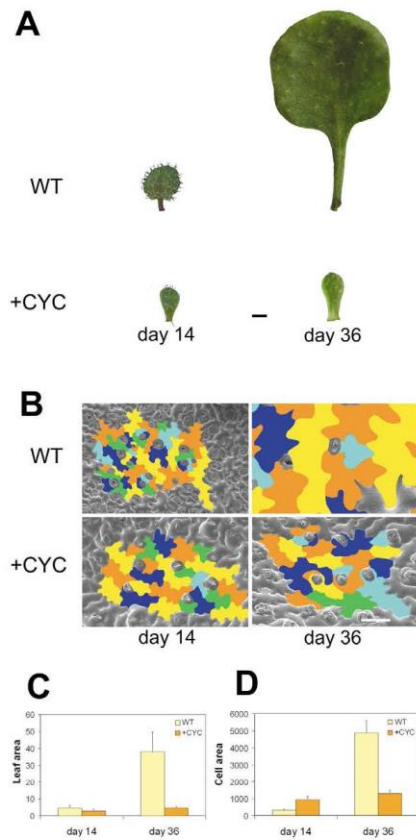 A
WT
+CYC
day 14
day 36
B
WT
+CYC
day 14
day 36
C
Leaf area
60
50
40
30
20
10
0
WT
+CYC
day 14
day 36
D
Cell area
6000
5000
4000
3000
2000
1000
0
WT
+CYC
day 14
day 36